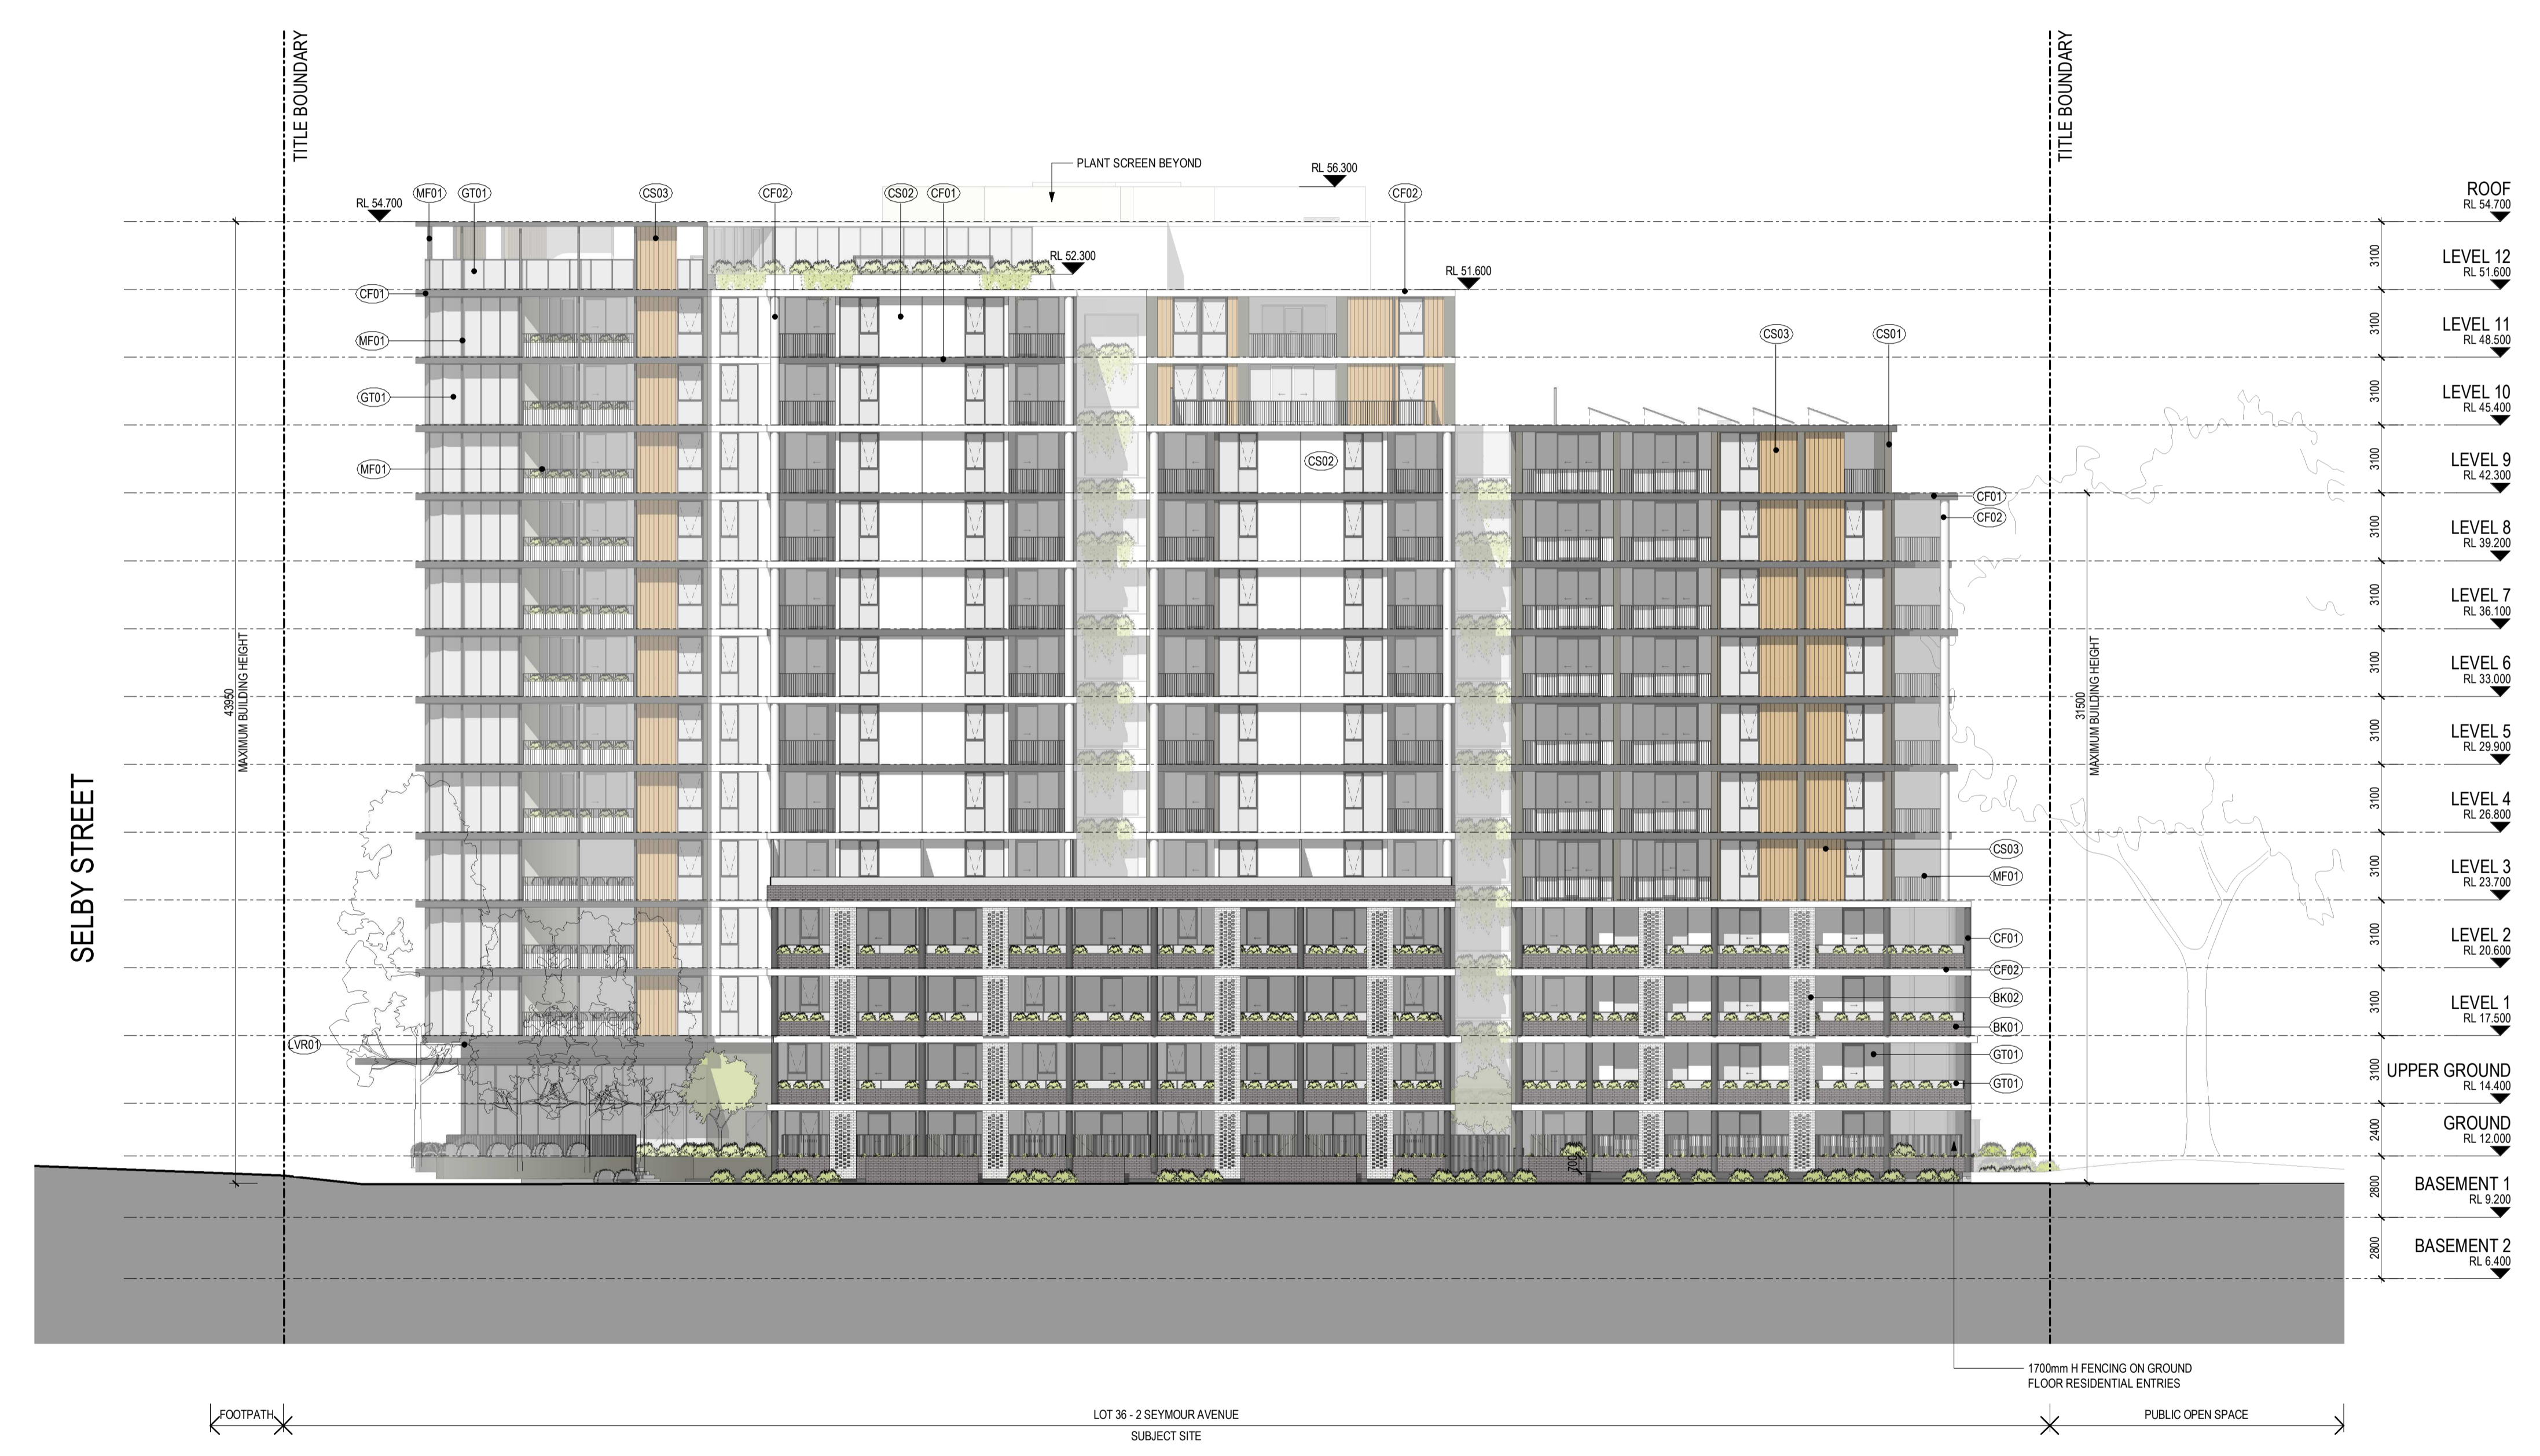 TITLE BOUNDARY
TITLE BOUNDARY
PLANT SCREEN BEYOND
RL 56.300
MF01
GT01
CS03
CF02
CS02
CF01
CF02
RL 54.700
RL 52.300
RL 51.600
CF01
MF01
GT01
MF01
CS02
CS03
CS01
CF01
CF02
CS03
MF01
CF01
CF02
BK02
BK01
GT01
GT01
LVR01
700
43950
MAXIMUM BUILDING HEIGHT
31500
MAXIMUM BUILDING HEIGHT
SELBY STREET
ROOF
RL 54.700
3100
LEVEL 12
RL 51.600
3100
LEVEL 11
RL 48.500
3100
LEVEL 10
RL 45.400
3100
LEVEL 9
RL 42.300
3100
LEVEL 8
RL 39.200
3100
LEVEL 7
RL 36.100
3100
LEVEL 6
RL 33.000
3100
LEVEL 5
RL 29.900
3100
LEVEL 4
RL 26.800
3100
LEVEL 3
RL 23.700
3100
LEVEL 2
RL 20.600
3100
LEVEL 1
RL 17.500
3100
UPPER GROUND
RL 14.400
2400
GROUND
RL 12.000
2800
BASEMENT 1
RL 9.200
2800
BASEMENT 2
RL 6.400
1700mm H FENCING ON GROUND
FLOOR RESIDENTIAL ENTRIES
FOOTPATH
LOT 36 - 2 SEYMOUR AVENUE
SUBJECT SITE
PUBLIC OPEN SPACE